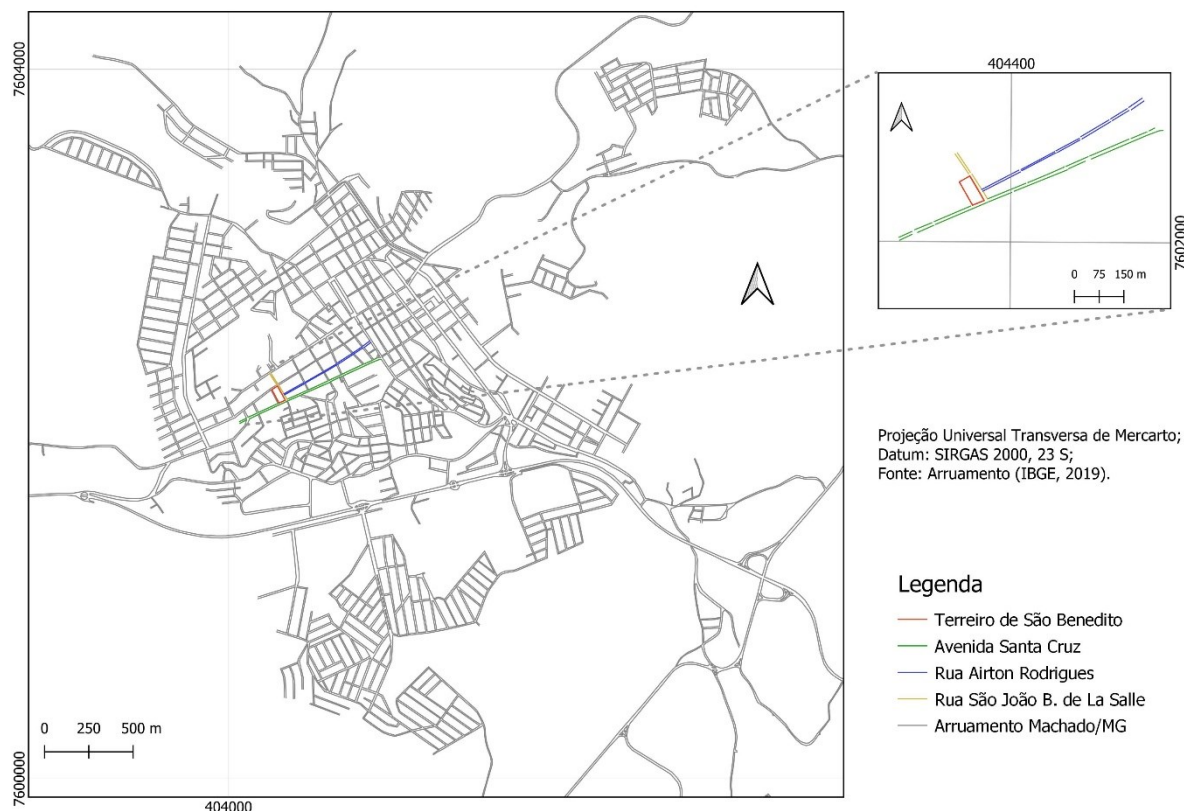 7604000
404400
7602000
0 75 150 m
Projeção Universal Transversa de Mercarto;
Datum: SIRGAS 2000, 23 S;
Fonte: Arruamento (IBGE, 2019).
Legenda
Terreiro de São Benedito
Avenida Santa Cruz
Rua Airton Rodrigues
Rua São João B. de La Salle
Arruamento Machado/MG
0 250 500 m
7600000
404000